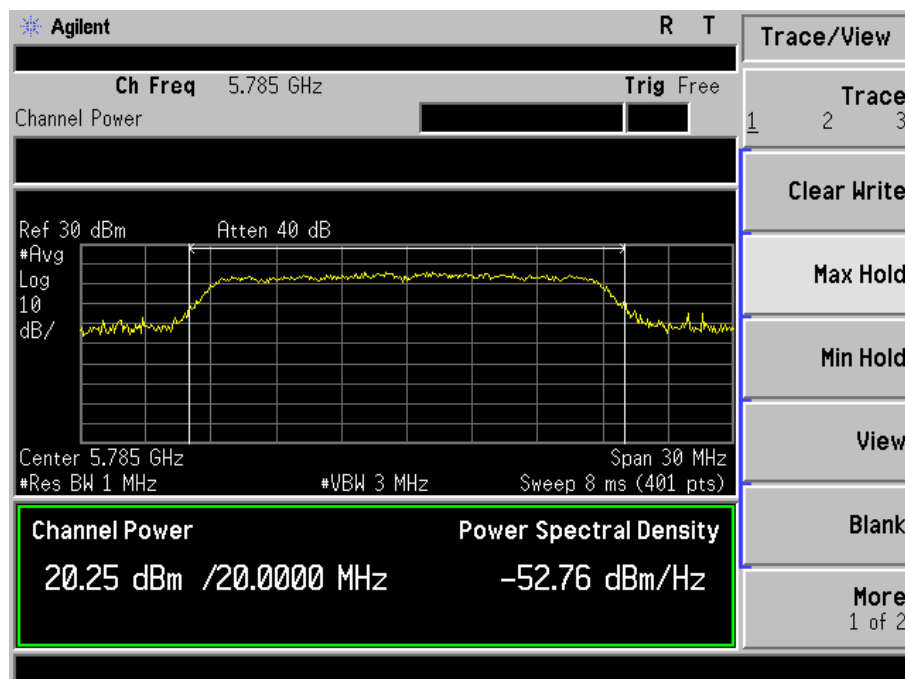 Agilent R T
Ch Freq 5.785 GHz Trig Free
Channel Power
Ref 30 dBm Atten 40 dB
#Avg
Log
10
dB/
Center 5.785 GHz Span 30 MHz
#Res BW 1 MHz #VBW 3 MHz Sweep 8 ms (401 pts)
Channel Power Power Spectral Density
20.25 dBm /20.0000 MHz -52.76 dBm/Hz
Trace/View
Trace
1 2 3
Clear Write
Max Hold
Min Hold
View
Blank
More
1 of 2